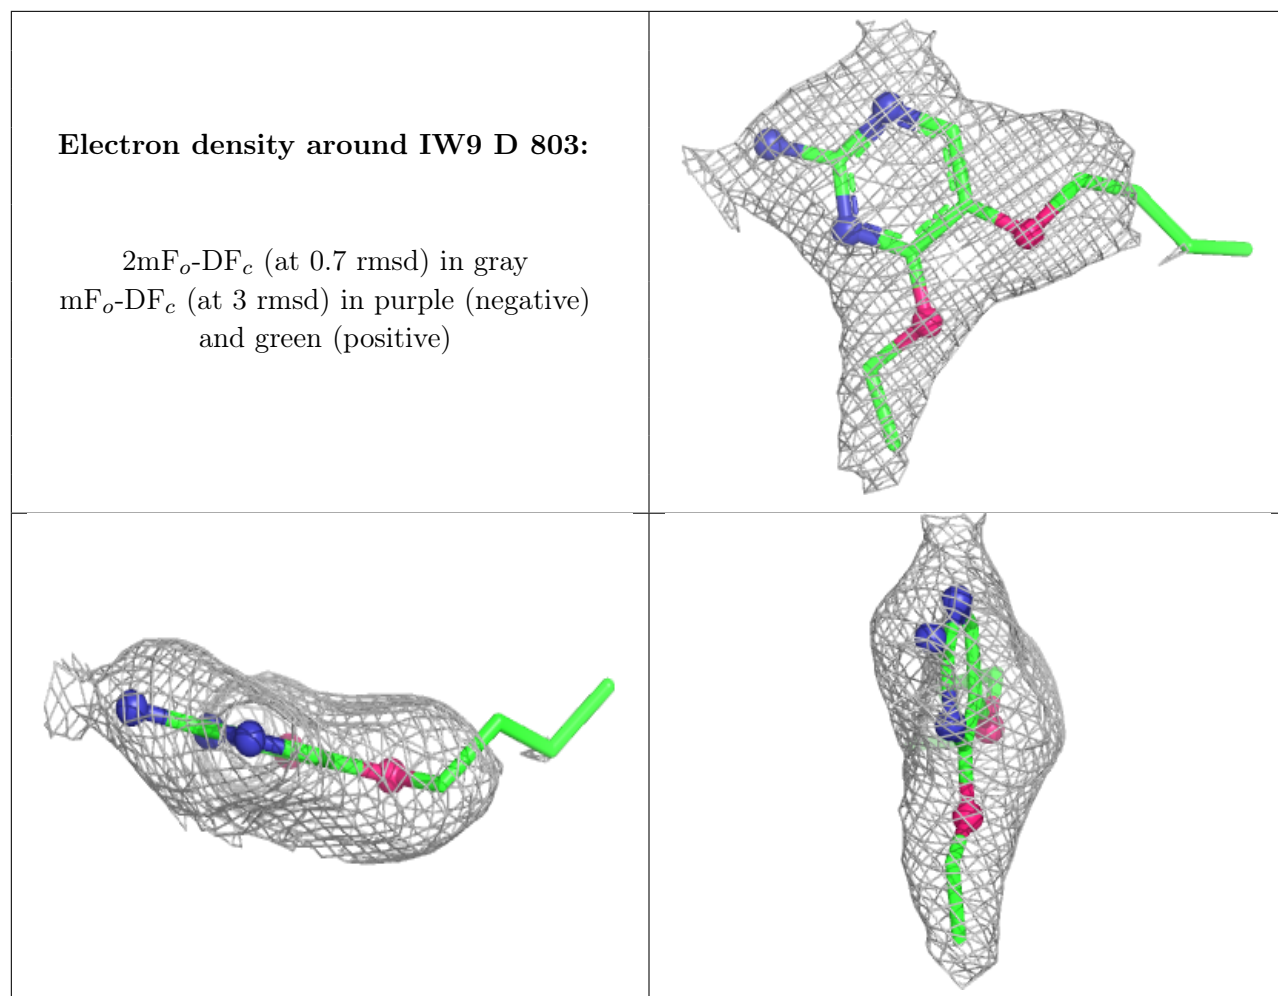 Electron density around IW9 D 803:
2mFo-DFc (at 0.7 rmsd) in gray
mFo-DFc (at 3 rmsd) in purple (negative)
and green (positive)